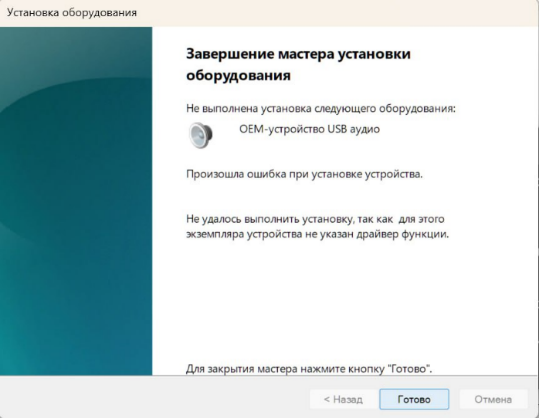 Установка оборудования
Завершение мастера установки
оборудования
Не выполнена установка следующего оборудования:
OEM-устройство USB аудио
Произошла ошибка при установке устройства.
Не удалось выполнить установку, так как для этого
экземпляра устройства не указан драйвер функции.
Для закрытия мастера нажмите кнопку "Готово".
< Назад
Готово
Отмена